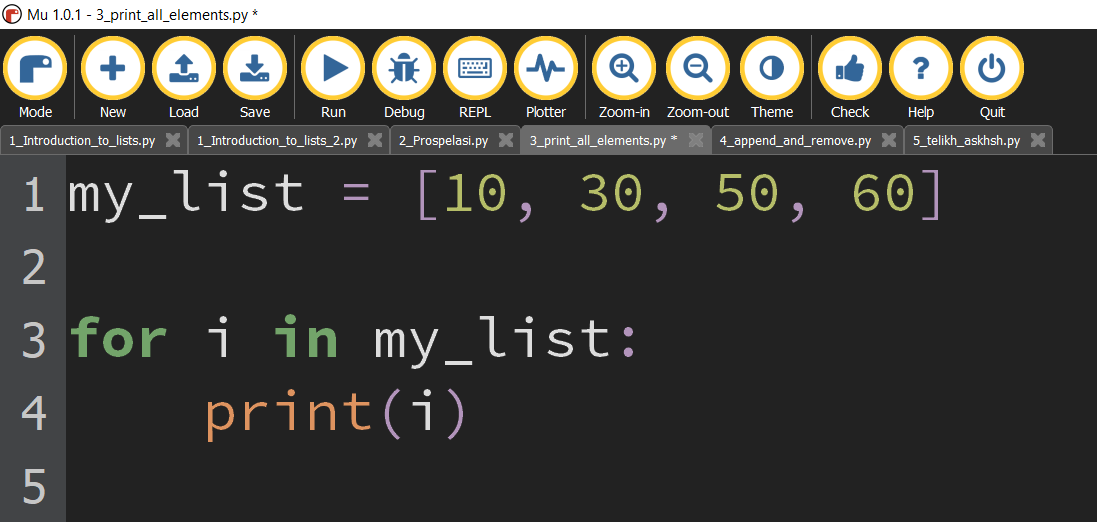 Mu 1.0.1 - 3_print_all_elements.py *
Mode New Load Save Run Debug REPL Plotter Zoom-in Zoom-out Theme Check Help Quit
1_Introduction_to_lists.py 1_Introduction_to_lists_2.py 2_Prospelasi.py 3_print_all_elements.py * 4_append_and_remove.py 5_telikh_askhsh.py
1 my_list = [10, 30, 50, 60]
2
3 for i in my_list:
4     print(i)
5